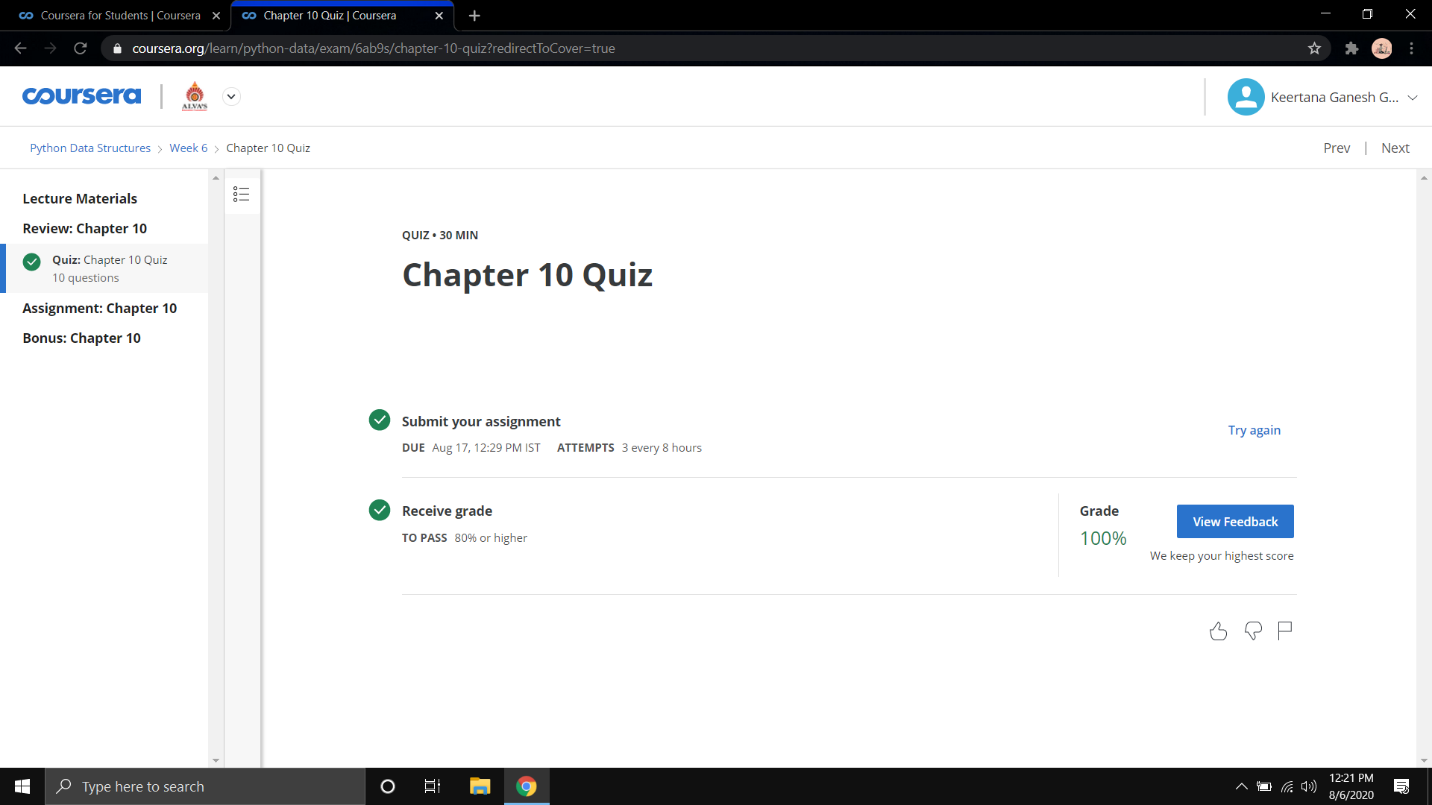 Coursera for Students | Coursera
Chapter 10 Quiz | Coursera
coursera.org/learn/python-data/exam/6ab9s/chapter-10-quiz?redirectToCover=true
coursera
ALVA'S
Keertana Ganesh G...
Python Data Structures > Week 6 > Chapter 10 Quiz
Prev | Next
Lecture Materials
Review: Chapter 10
Quiz: Chapter 10 Quiz
10 questions
Assignment: Chapter 10
Bonus: Chapter 10
QUIZ • 30 MIN
Chapter 10 Quiz
Submit your assignment
DUE Aug 17, 12:29 PM IST ATTEMPTS 3 every 8 hours
Try again
Receive grade
TO PASS 80% or higher
Grade
100%
View Feedback
We keep your highest score
Type here to search
12:21 PM
8/6/2020